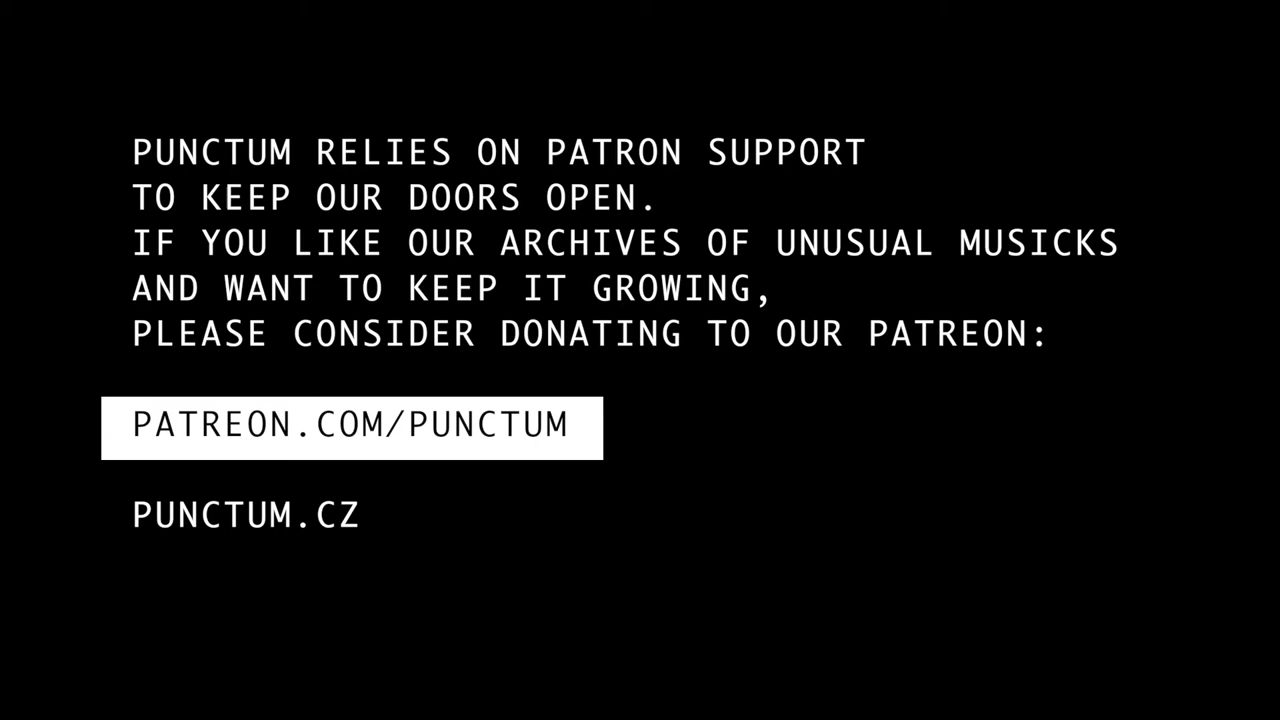 PUNCTUM RELIES ON PATRON SUPPORT
TO KEEP OUR DOORS OPEN.
IF YOU LIKE OUR ARCHIVES OF UNUSUAL MUSICKS
AND WANT TO KEEP IT GROWING,
PLEASE CONSIDER DONATING TO OUR PATREON:
PATREON.COM/PUNCTUM
PUNCTUM.CZ